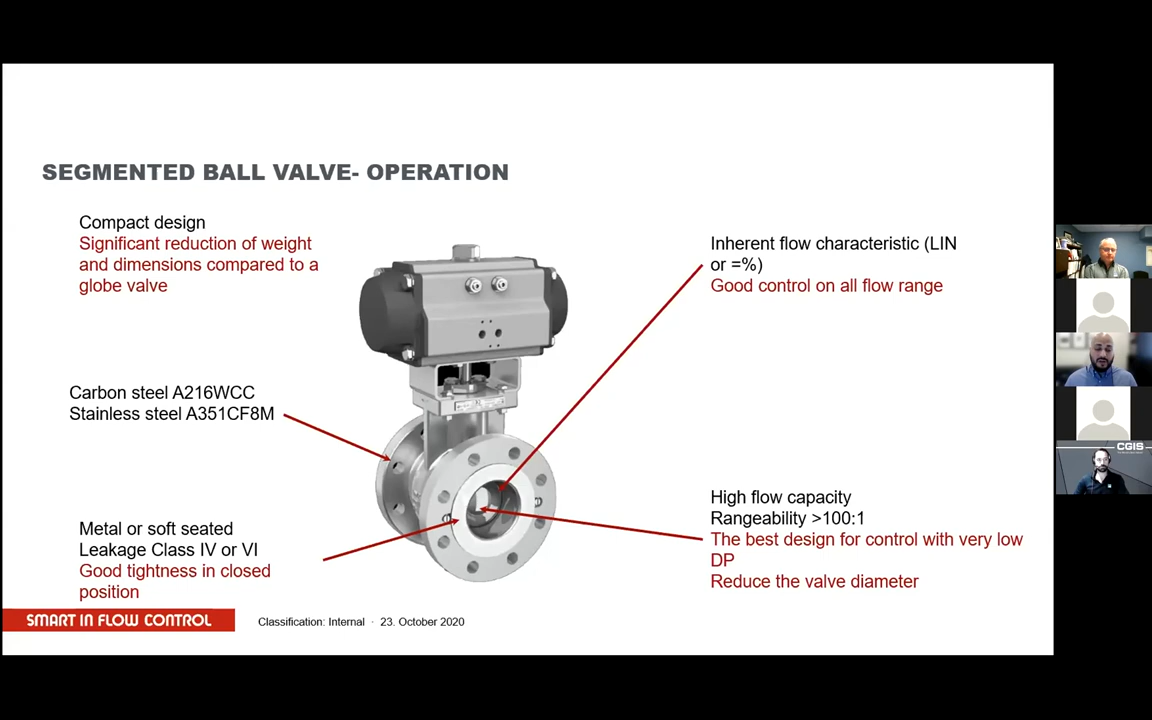 SEGMENTED BALL VALVE- OPERATION
Compact design
Significant reduction of weight
and dimensions compared to a
globe valve
Inherent flow characteristic (LIN
or =%)
Good control on all flow range
Carbon steel A216WCC
Stainless steel A351CF8M
Metal or soft seated
Leakage Class IV or VI
Good tightness in closed
position
High flow capacity
Rangeability >100:1
The best design for control with very low
DP
Reduce the valve diameter
SMART IN FLOW CONTROL
Classification: Internal · 23. October 2020
CGIS